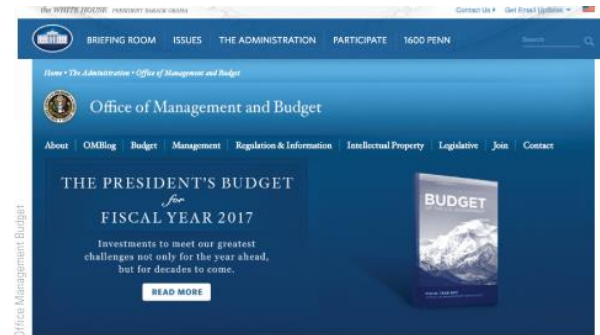 the WHITE HOUSE PRESIDENT BARACK OBAMA
Contact Us Get Email Updates
BRIEFING ROOM ISSUES THE ADMINISTRATION PARTICIPATE 1600 PENN Search
Home • The Administration • Office of Management and Budget
Office of Management and Budget
About OMBlog Budget Management Regulation & Information Intellectual Property Legislative Join Contact
THE PRESIDENT'S BUDGET
for
FISCAL YEAR 2017
Investments to meet our greatest
challenges not only for the year ahead,
but for decades to come.
READ MORE
BUDGET
FISCAL YEAR 2017
Office Management Budget